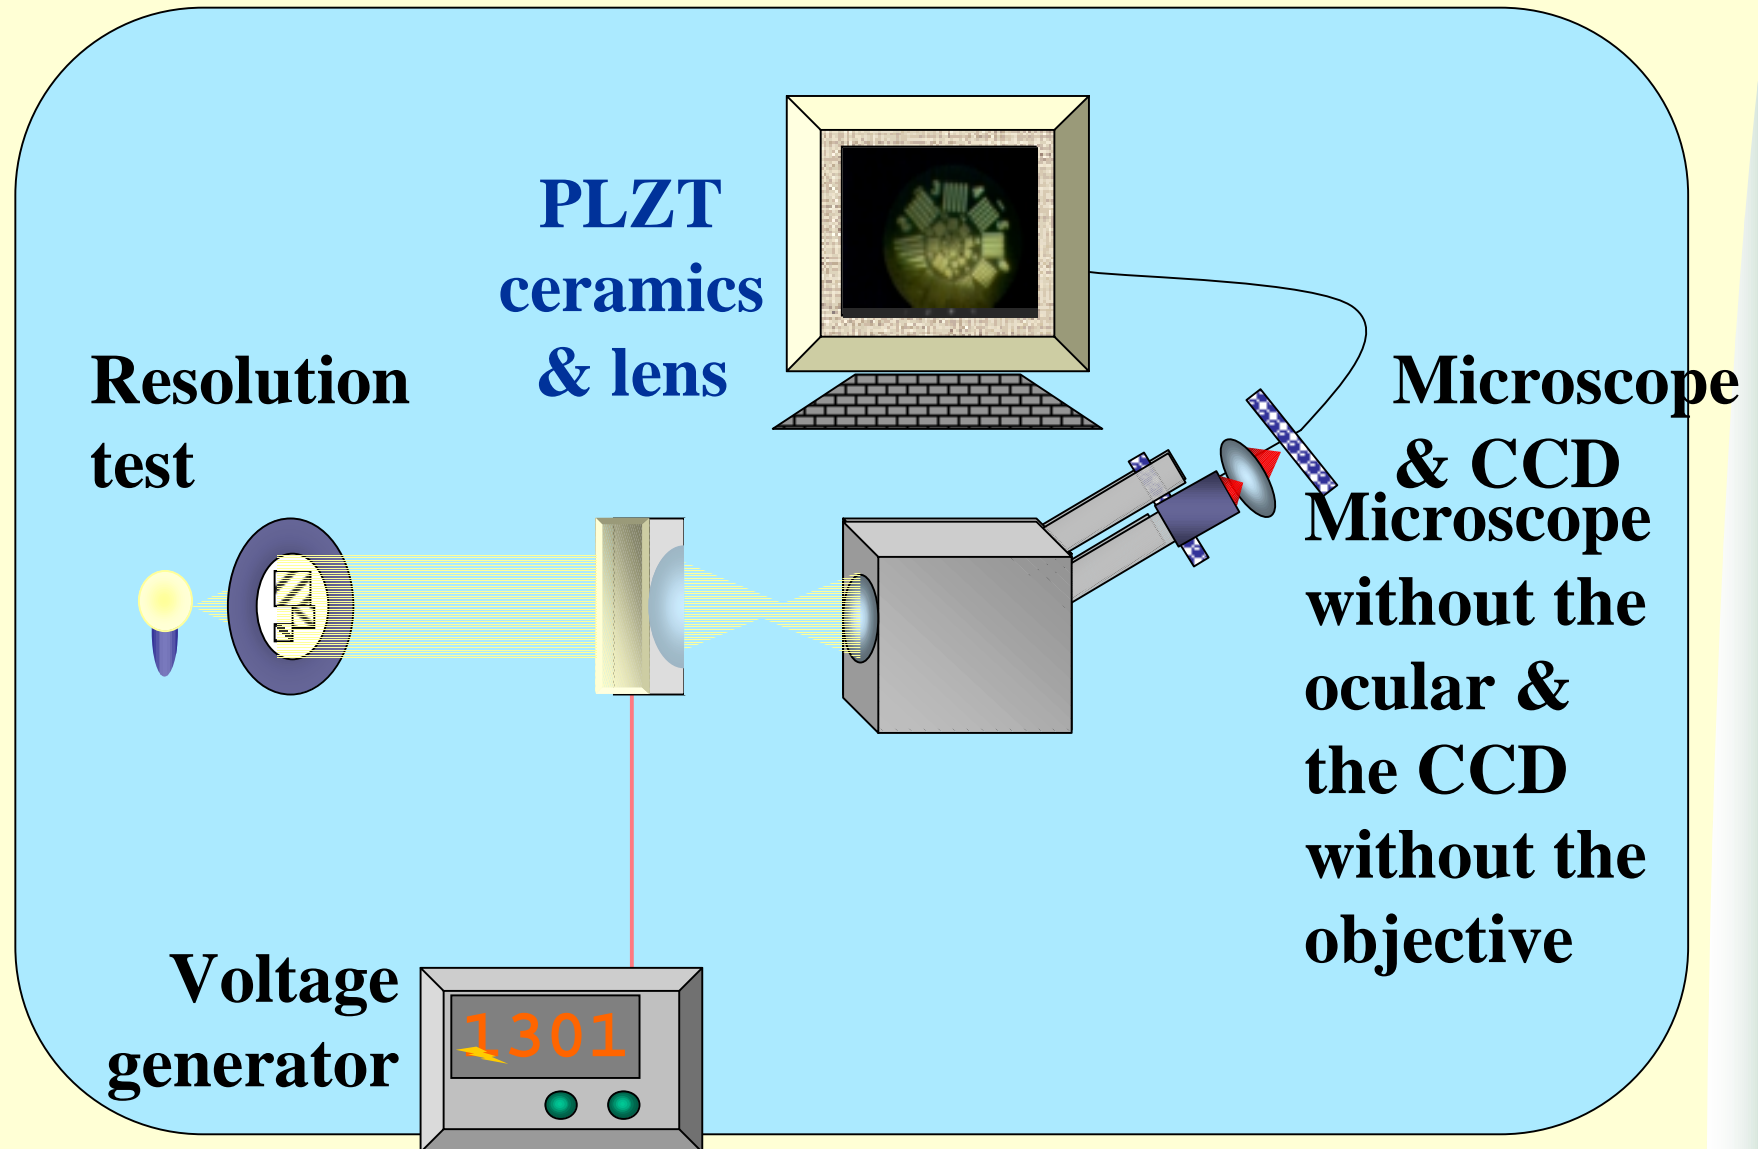 PLZT
ceramics
& lens
Resolution
test
Microscope
& CCD
Microscope
without the
ocular &
the CCD
without the
objective
Voltage
generator
1301